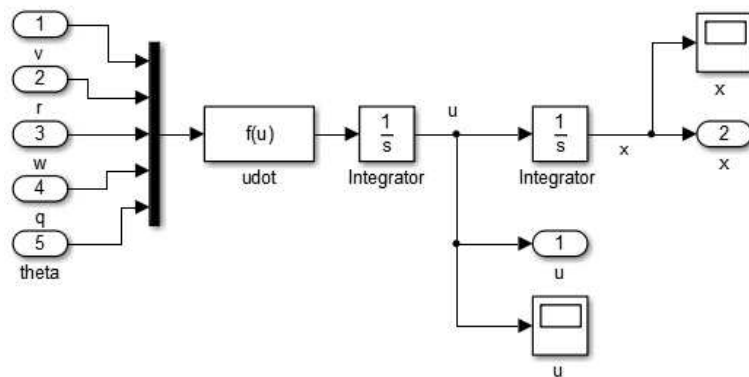 1
v
2
r
3
w
4
q
5
theta
f(u)
udot
1
s
Integrator
u
1
s
Integrator
x
x
2
x
1
u
u